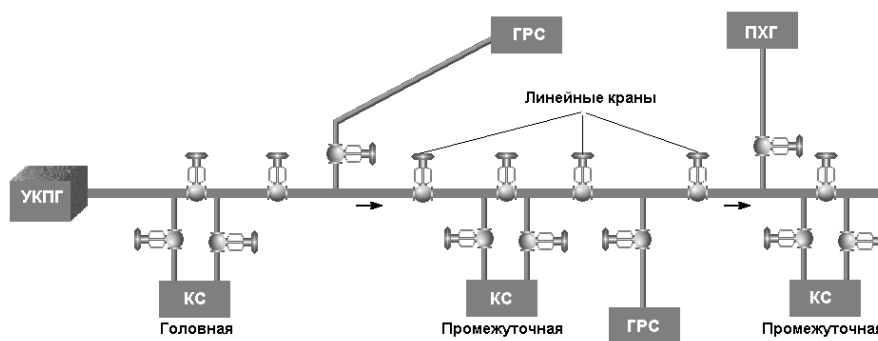 ГРС
ПХГ
Линейные краны
УКПГ
КС
Головная
КС
Промежуточная
ГРС
КС
Промежуточная